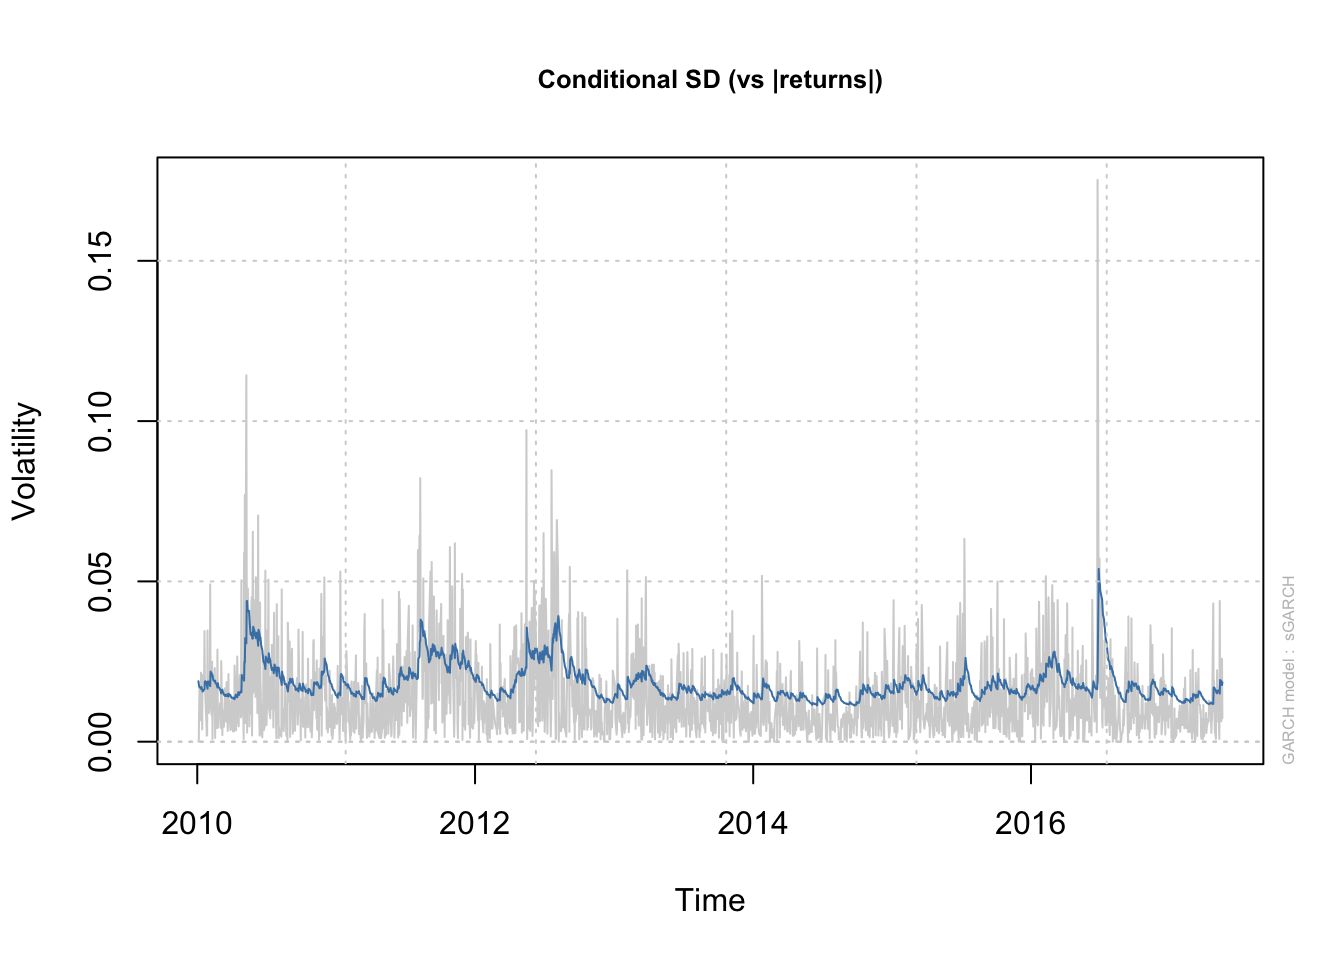 Conditional SD (vs |returns|)
Volatility
0.15
0.10
0.05
0.00
2010 2012 2014 2016
Time
GARCH model : sGARCH